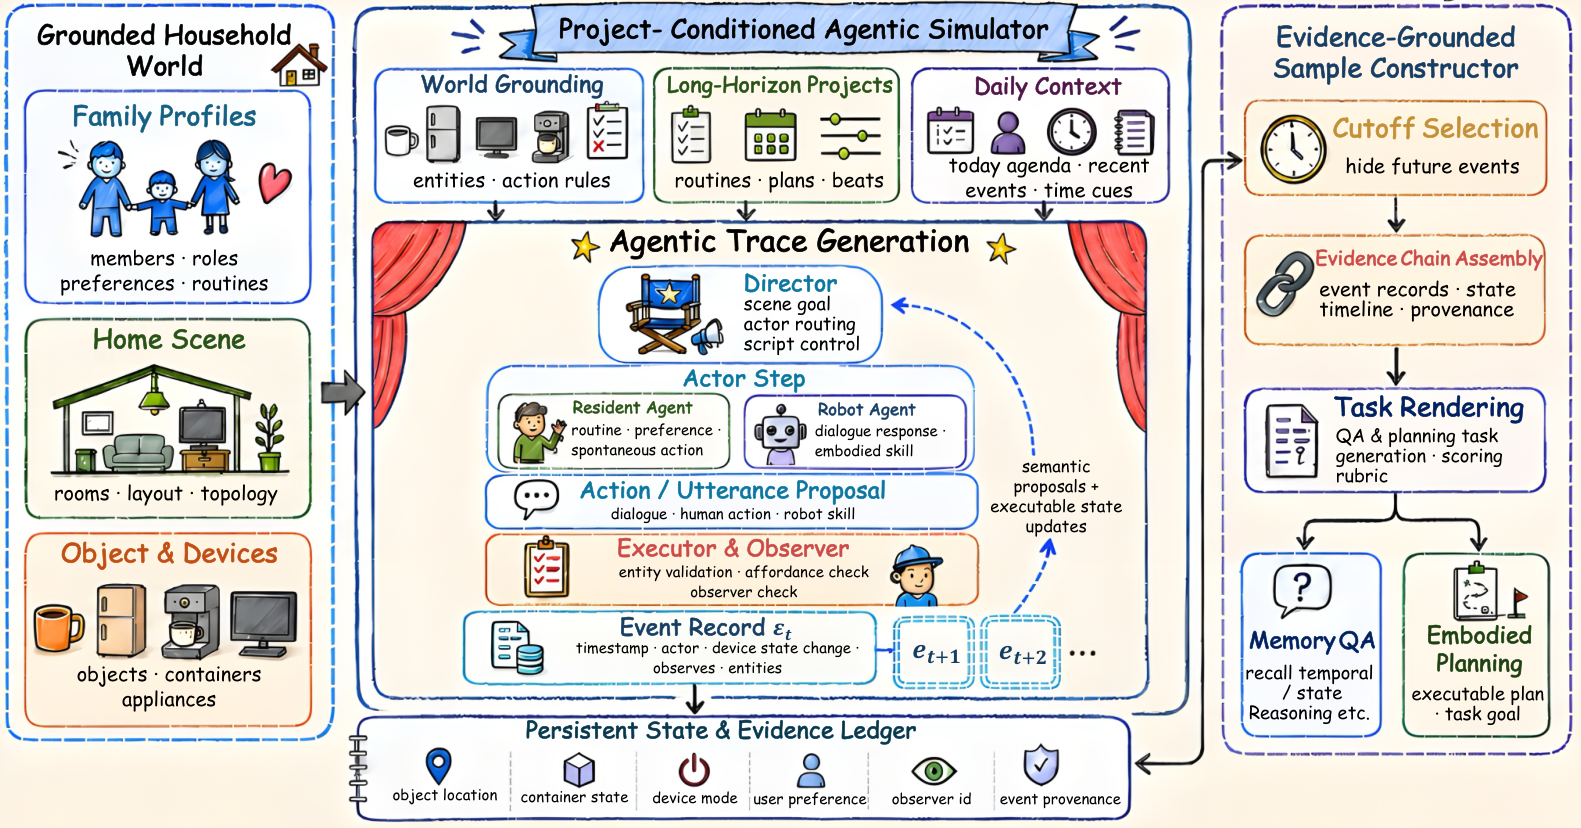 Grounded Household
World
Family Profiles
members · roles
preferences · routines
Home Scene
rooms · layout · topology
Object & Devices
objects · containers
appliances
Project- Conditioned Agentic Simulator
World Grounding
entities · action rules
Long-Horizon Projects
routines · plans · beats
Daily Context
today agenda · recent
events · time cues
Agentic Trace Generation
Director
scene goal
actor routing
script control
Actor Step
Resident Agent
routine · preference ·
spontaneous action
Robot Agent
dialogue response ·
embodied skill
Action / Utterance Proposal
dialogue · human action · robot skill
Executor & Observer
entity validation · affordance check
observer check
Event Record ε_t
timestamp · actor · device state change ·
observes · entities
e_{t+1}
e_{t+2}
...
semantic
proposals +
executable state
updates
Persistent State & Evidence Ledger
object location
container state
device mode
user preference
observer id
event provenance
Evidence-Grounded
Sample Constructor
Cutoff Selection
hide future events
Evidence Chain Assembly
event records · state
timeline · provenance
Task Rendering
QA & planning task
generation · scoring
rubric
?
Memory QA
recall temporal
/ state
Reasoning etc.
Embodied
Planning
executable plan
· task goal